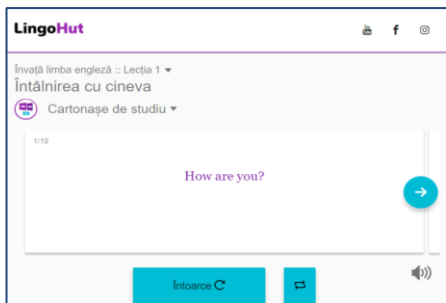 LingoHut
Învață limba engleză :: Lecția 1
Întâlnirea cu cineva
Cartonașe de studiu
1/19
How are you?
Întoarce